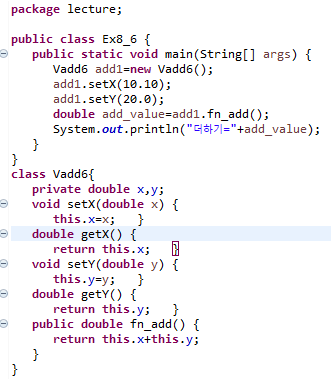 package lecture;
public class Ex8_6 {
public static void main(String[] args) {
Vadd6 add1=new Vadd6();
add1.setX(10.10);
add1.setY(20.0);
double add_value=add1.fn_add();
System.out.println("더하기="+add_value);
}
}
class Vadd6{
private double x,y;
void setX(double x) {
this.x=x; }
double getX() {
return this.x; }
void setY(double y) {
this.y=y; }
double getY() {
return this.y; }
public double fn_add() {
return this.x+this.y;
}
}